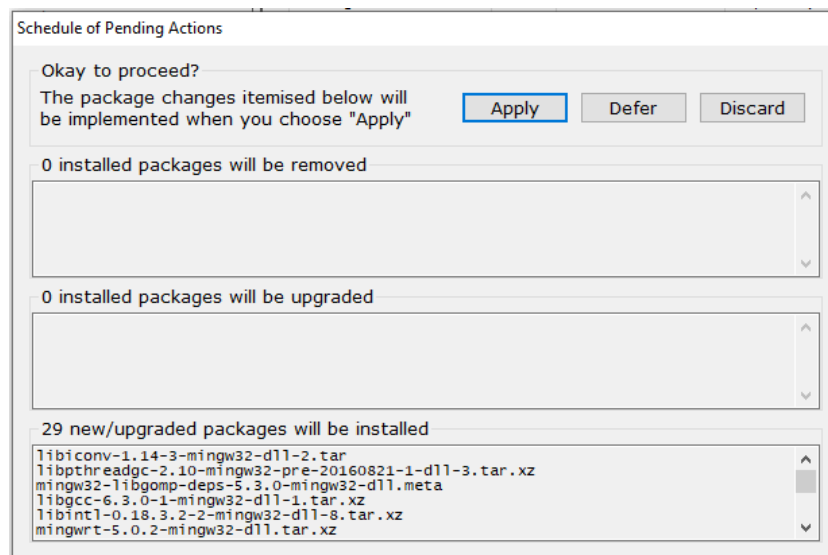 Schedule of Pending Actions
Okay to proceed?
The package changes itemised below will
be implemented when you choose "Apply"
Apply
Defer
Discard
0 installed packages will be removed
0 installed packages will be upgraded
29 new/upgraded packages will be installed
libiconv-1.14-3-mingw32-dll-2.tar
libpthreadgc-2.10-mingw32-pre-20160821-1-dll-3.tar.xz
mingw32-libgomp-deps-5.3.0-mingw32-dll.meta
libgcc-6.3.0-1-mingw32-dll-1.tar.xz
libintl-0.18.3.2-2-mingw32-dll-8.tar.xz
mingwrt-5.0.2-mingw32-dll.tar.xz